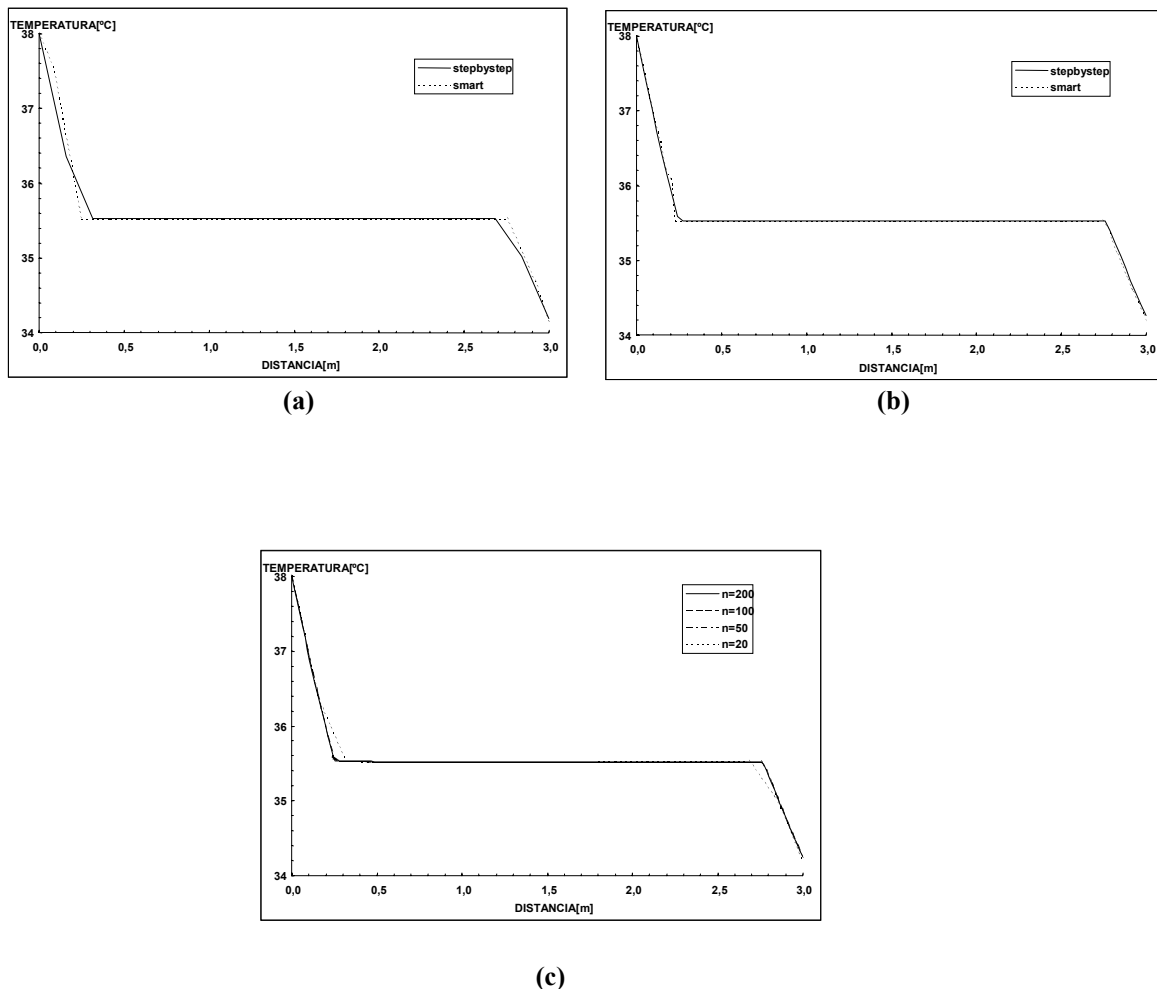 TEMPERATURA[ºC]
38
37
36
35
34
0,0 0,5 1,0 1,5 2,0 2,5 3,0
DISTANCIA[m]
stepbystep
smart
(a)
TEMPERATURA[ºC]
38
37
36
35
34
0,0 0,5 1,0 1,5 2,0 2,5 3,0
DISTANCIA[m]
stepbystep
smart
(b)
TEMPERATURA[ºC]
38
37
36
35
34
0,0 0,5 1,0 1,5 2,0 2,5 3,0
DISTANCIA[m]
n=200
n=100
n=50
n=20
(c)